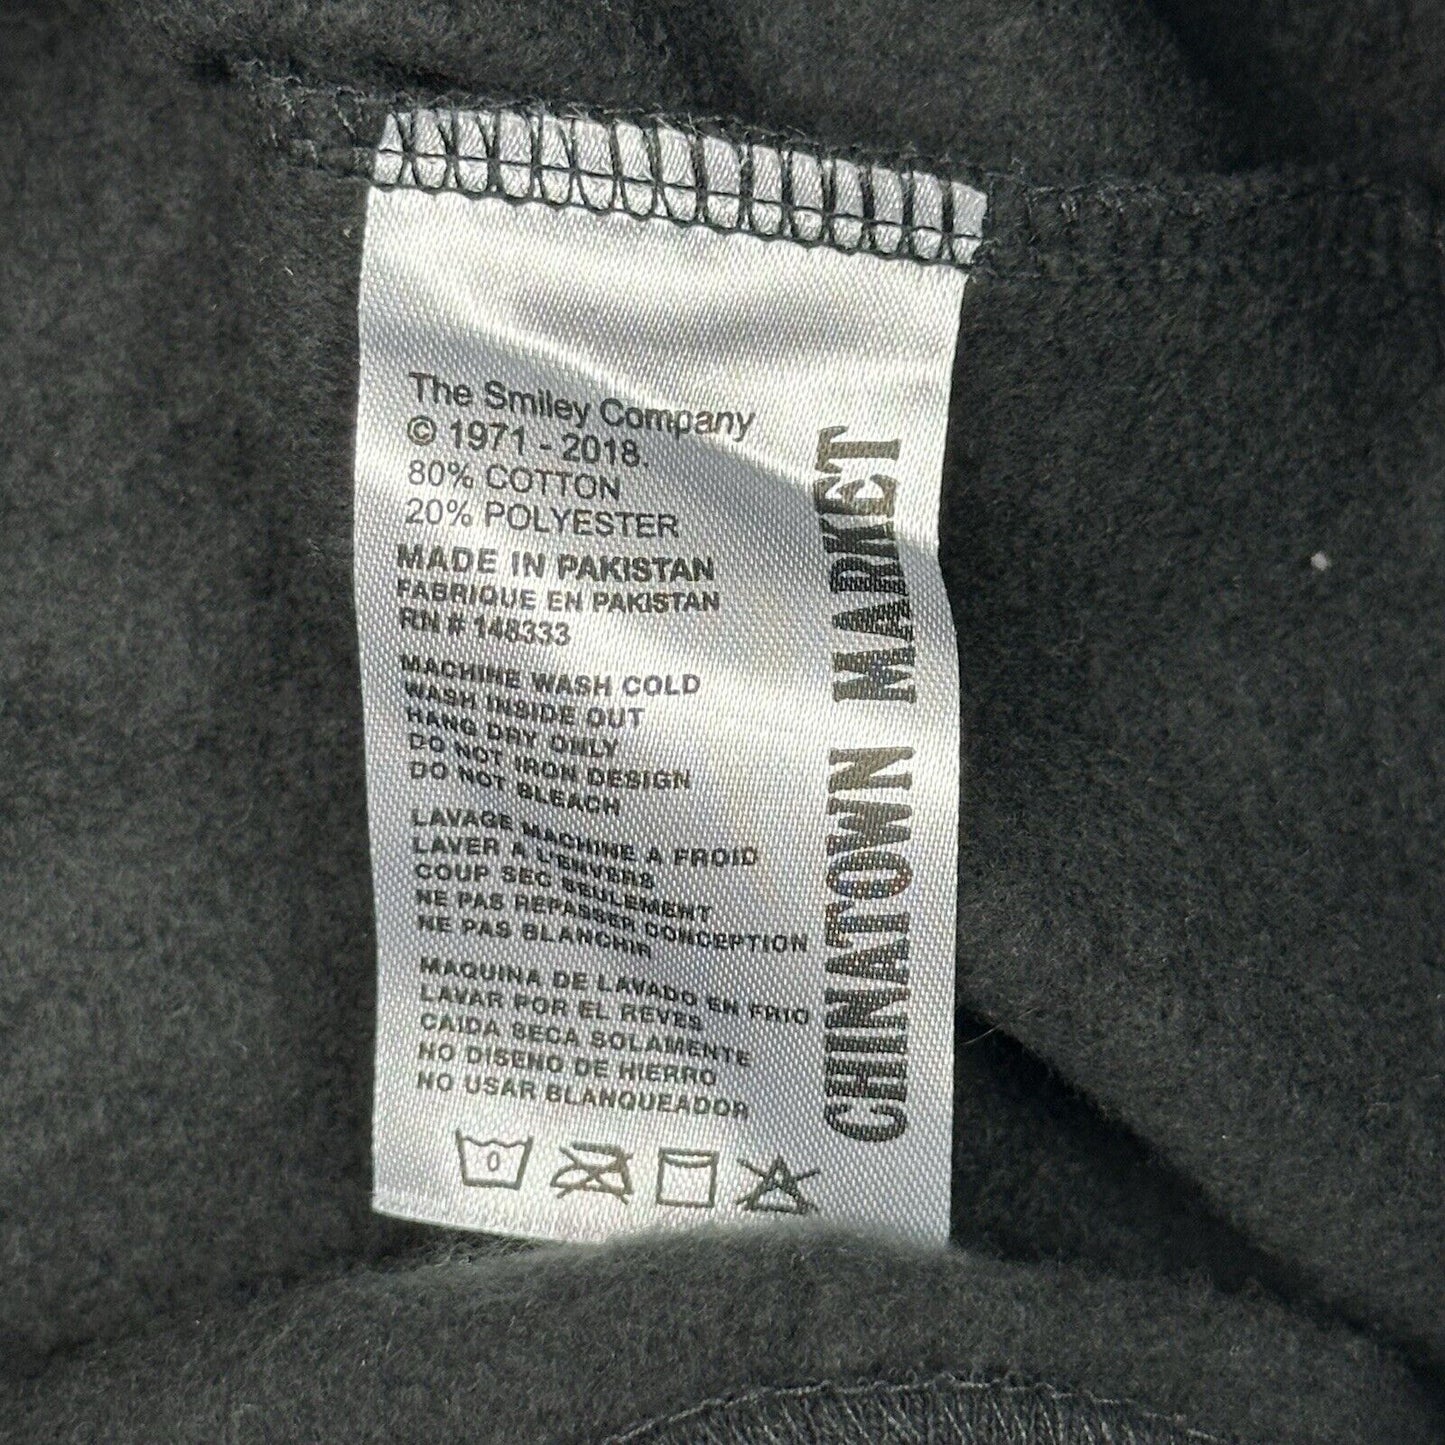 The Smiley Company
© 1971 - 2018.
80% COTTON
20% POLYESTER
MADE IN PAKISTAN
FABRIQUE EN PAKISTAN
RN # 148333
MACHINE WASH COLD
WASH INSIDE OUT
HANG DRY ONLY
DO NOT IRON DESIGN
DO NOT BLEACH
LAVAGE MACHINE A FROID
LAVER A L'ENVERS
COUP SEC SEULEMENT
NE PAS REPASSER CONCEPTION
NE PAS BLANCHIR
MAQUINA DE LAVADO EN FRIO
LAVAR POR EL REVES
CAIDA SECA SOLAMENTE
NO DISENO DE HIERRO
NO USAR BLANQUEADOR
0
CHINATOWN MARKET